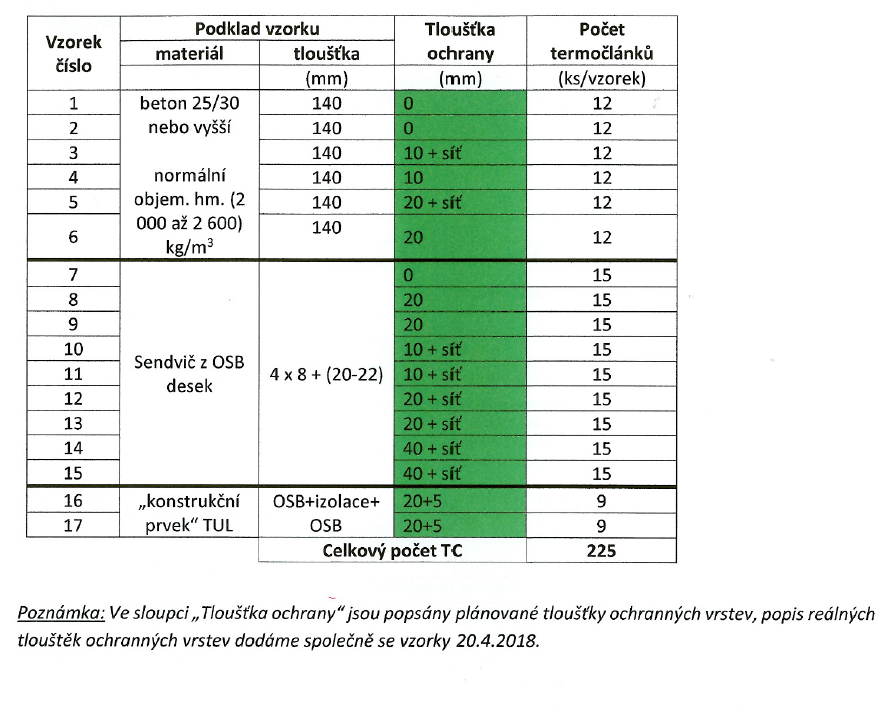 Vzorek číslo Podklad vzorku Tloušťka ochrany Počet termočlánků
materiál tloušťka
(mm) (mm) (ks/vzorek)
1 beton 25/30 140 0 12
2 nebo vyšší 140 0 12
3 140 10 + síť 12
4 normální 140 10 12
5 objem. hm. (2 140 20 + síť 12
6 000 až 2 600) kg/m³ 140 20 12
7 0 15
8 20 15
9 20 15
10 10 + síť 15
11 Sendvič z OSB desek 4 x 8 + (20-22) 10 + síť 15
12 20 + síť 15
13 20 + síť 15
14 40 + síť 15
15 40 + síť 15
16 „konstrukční OSB+izolace+ 20+5 9
17 prvek“ TUL OSB 20+5 9
Celkový počet TC 225
Poznámka: Ve sloupci „Tloušťka ochrany“ jsou popsány plánované tloušťky ochranných vrstev, popis reálných
tlouštěk ochranných vrstev dodáme společně se vzorky 20.4.2018.